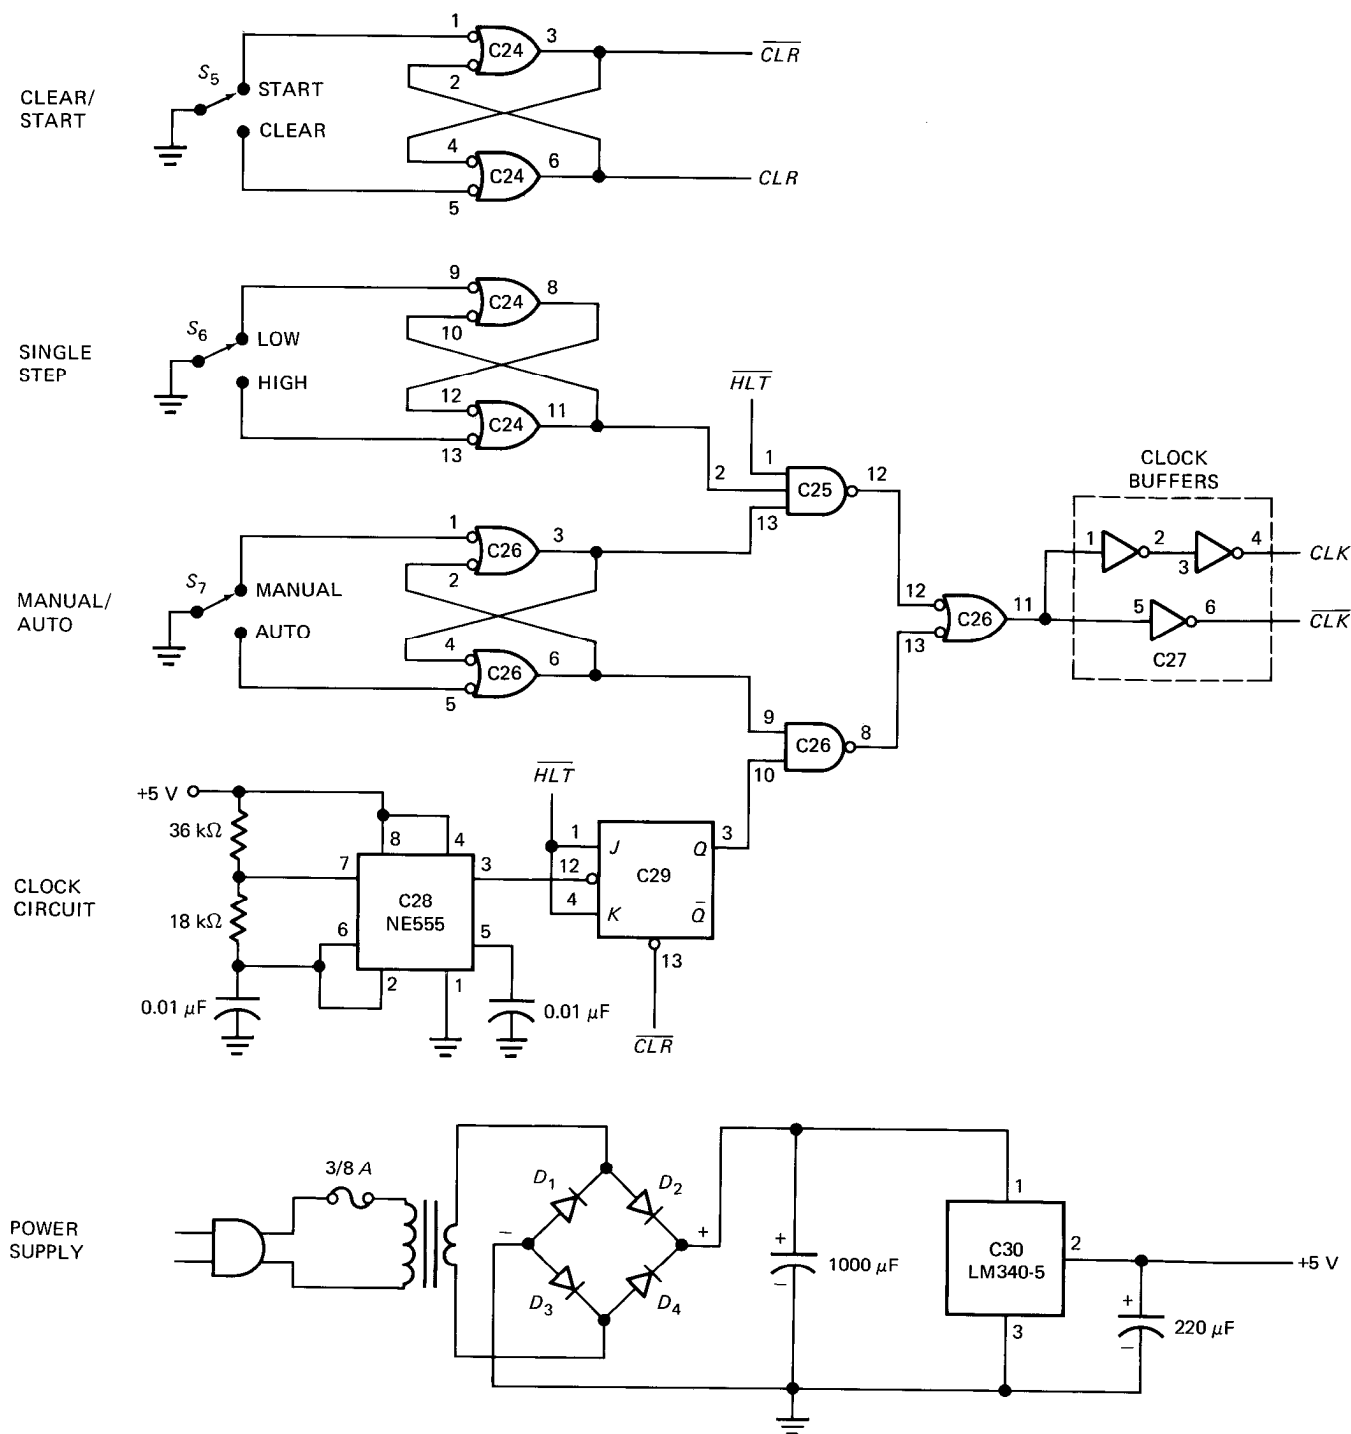 CLEAR/
START
S5
START
CLEAR
1
2
C24
3
CLR
4
5
C24
6
CLR
SINGLE
STEP
S6
LOW
HIGH
9
10
C24
8
12
13
C24
11
HLT
1
2
13
C25
12
MANUAL/
AUTO
S7
MANUAL
AUTO
1
2
C26
3
4
5
C26
6
9
10
C26
8
12
13
C26
11
CLOCK
BUFFERS
1
2
3
4
CLK
5
6
CLK
C27
CLOCK
CIRCUIT
+5 V
36 kΩ
18 kΩ
0.01 μF
7
8
4
3
6
2
1
5
C28
NE555
0.01 μF
HLT
1
12
4
J
K
Q
Q̅
C29
3
13
CLR
POWER
SUPPLY
3/8 A
D1
D2
D3
D4
−
+
+
−
1000 μF
1
C30
LM340-5
2
3
+5 V
+
−
220 μF